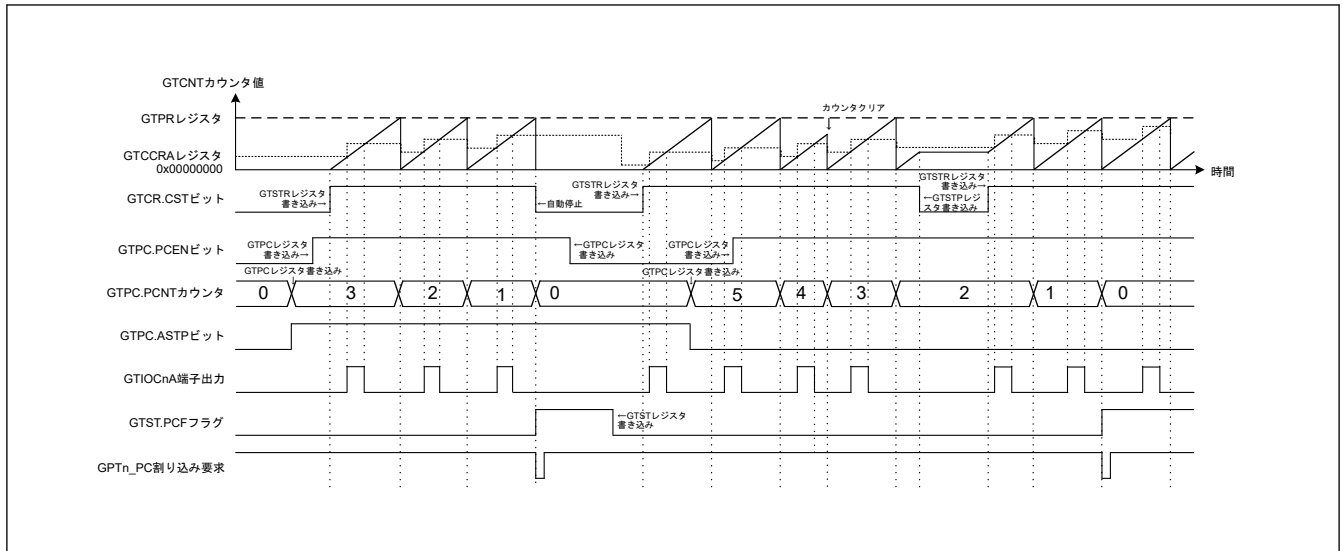 GTCNTカウンタ値
カウンタクリア
GTPRレジスタ
GTCCRAレジスタ
0x00000000
時間
GTCR.CSTビット
GTSTRレジスタ
書き込み→
←自動停止
GTSTRレジスタ
書き込み→
GTSTRレジスタ
書き込み→
←GTSTPレジ
スタ書き込み
GTPC.PCENビット
GTPCレジスタ
書き込み→
←GTPCレジスタ
書き込み
GTPCレジスタ
書き込み→
GTPCレジスタ書き込み
GTPCレジスタ書き込み
GTPC.PCNTカウンタ
0 3 2 1 0 5 4 3 2 1 0
GTPC.ASTPビット
GTIOCnA端子出力
GTST.PCFフラグ
←GTSTレジスタ
書き込み
GPTn_PC割り込み要求